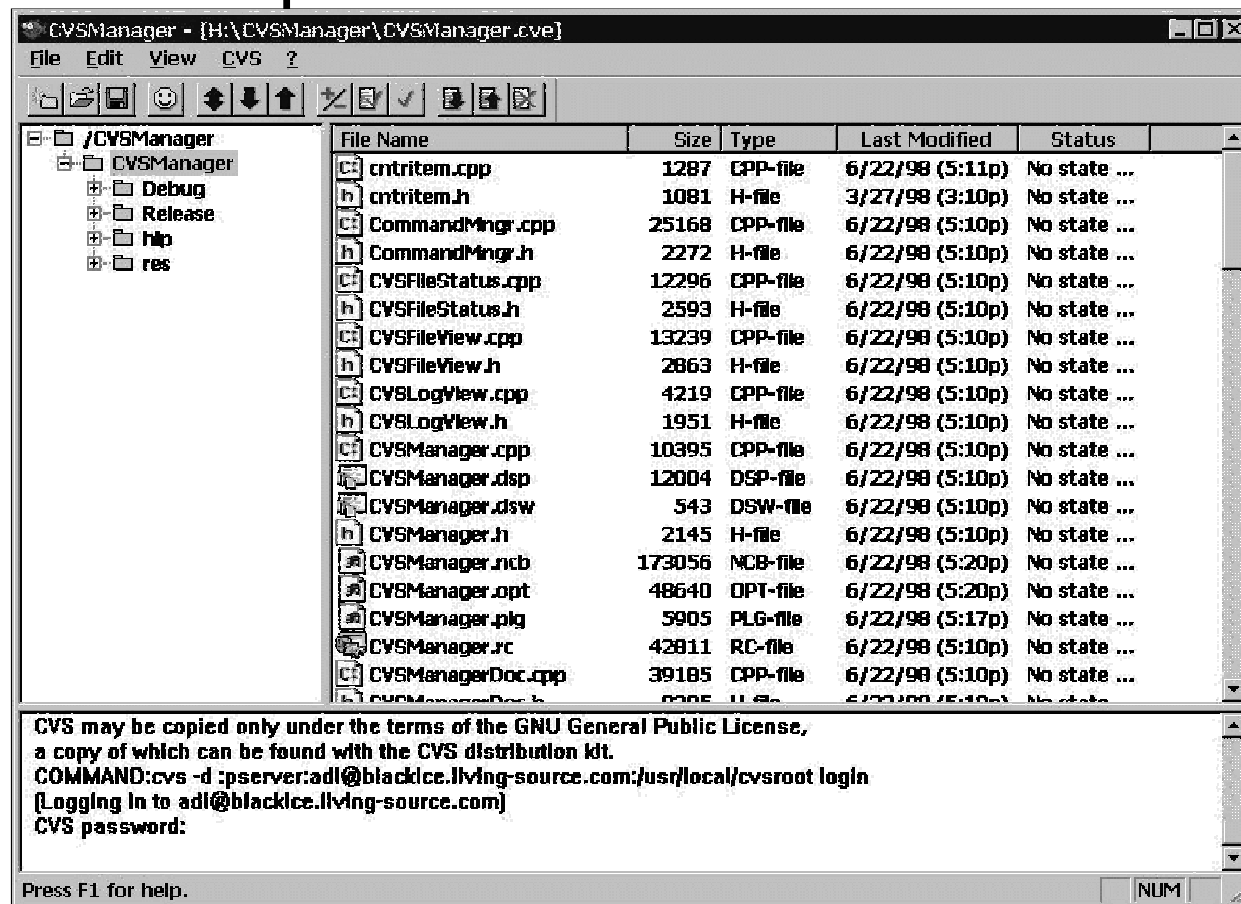 CVSManager - [H:\CVSManager\CVSManager.cve]
File Edit View CVS ?
/CVSManager
CVSManager
Debug
Release
hlp
res
File Name Size Type Last Modified Status
cntritem.cpp 1287 CPP-file 6/22/98 (5:11p) No state ...
cntritem.h 1081 H-file 3/27/98 (3:10p) No state ...
CommandMngr.cpp 25168 CPP-file 6/22/98 (5:10p) No state ...
CommandMngr.h 2272 H-file 6/22/98 (5:10p) No state ...
CVSFileStatus.cpp 12296 CPP-file 6/22/98 (5:10p) No state ...
CVSFileStatus.h 2593 H-file 6/22/98 (5:10p) No state ...
CVSFileView.cpp 13239 CPP-file 6/22/98 (5:10p) No state ...
CVSFileView.h 2863 H-file 6/22/98 (5:10p) No state ...
CVSLogView.cpp 4219 CPP-file 6/22/98 (5:10p) No state ...
CVSLogView.h 1951 H-file 6/22/98 (5:10p) No state ...
CVSManager.cpp 10395 CPP-file 6/22/98 (5:10p) No state ...
CVSManager.dsp 12004 DSP-file 6/22/98 (5:10p) No state ...
CVSManager.dsw 543 DSW-file 6/22/98 (5:10p) No state ...
CVSManager.h 2145 H-file 6/22/98 (5:10p) No state ...
CVSManager.ncb 173056 NCB-file 6/22/98 (5:20p) No state ...
CVSManager.opt 48640 OPT-file 6/22/98 (5:20p) No state ...
CVSManager.plg 5905 PLG-file 6/22/98 (5:17p) No state ...
CVSManager.rc 42811 RC-file 6/22/98 (5:10p) No state ...
CVSManagerDoc.cpp 39185 CPP-file 6/22/98 (5:10p) No state ...
CVSManagerDoc.h H-file 6/22/98 (5:10p) No state
CVS may be copied only under the terms of the GNU General Public License,
a copy of which can be found with the CVS distribution kit.
COMMAND:cvs -d :pserver:adi@blackice.living-source.com:/usr/local/cvsroot login
(Logging in to adi@blackice.living-source.com)
CVS password:
Press F1 for help.
NUM